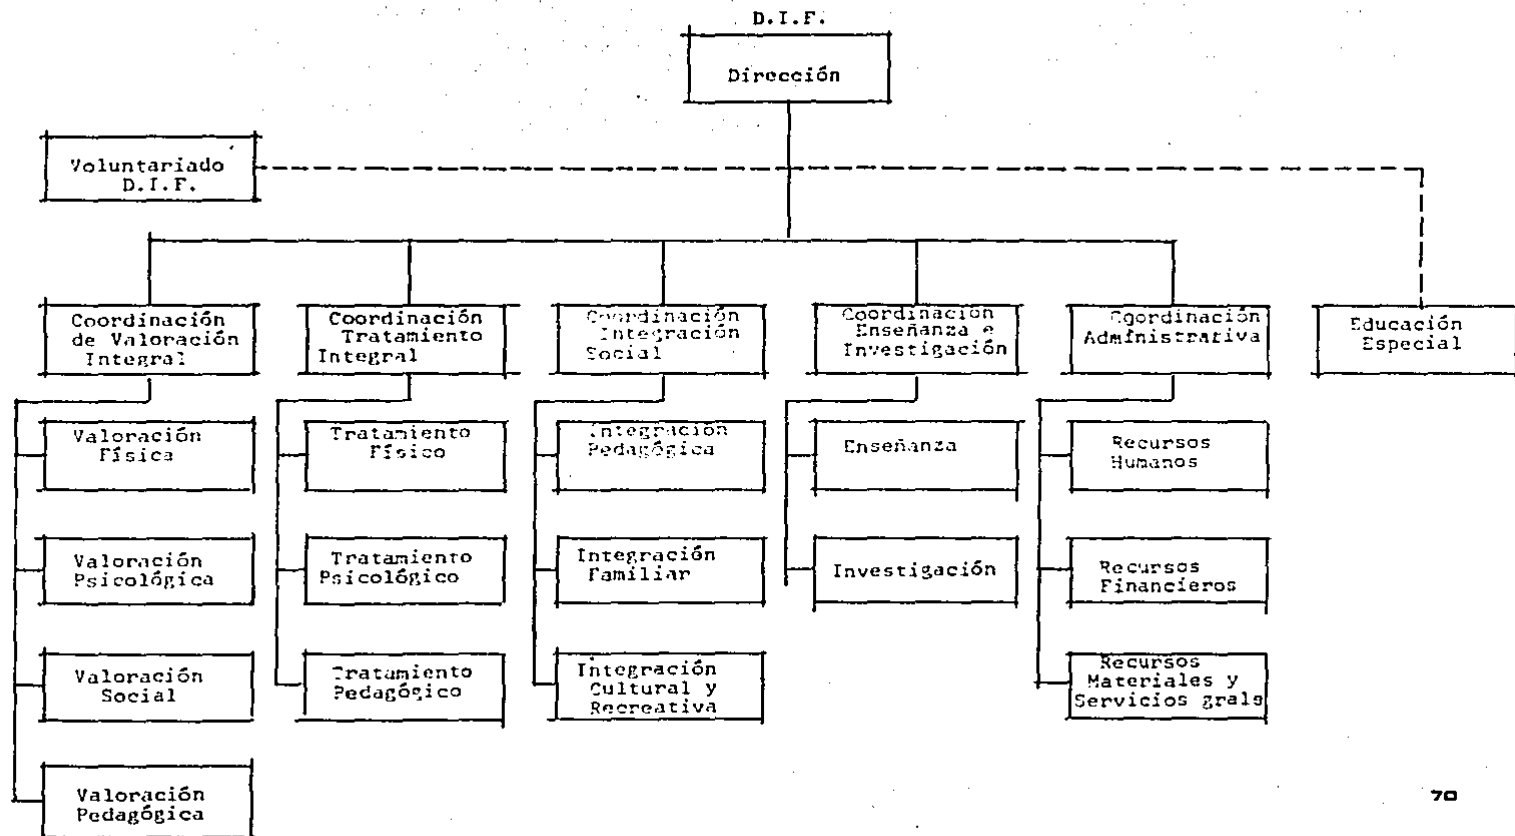 D.I.F.
Dirección
Voluntariado
D.I.F.
Coordinación
de Valoración
Integral
Coordinación
Tratamiento
Integral
Coordinación
Integración
Social
Coordinación
Enseñanza e
Investigación
Coordinación
Administrativa
Educación
Especial
Valoración
Física
Tratamiento
Físico
Integración
Pedagógica
Enseñanza
Recursos
Humanos
Valoración
Psicológica
Tratamiento
Psicológico
Integración
Familiar
Investigación
Recursos
Financieros
Valoración
Social
Tratamiento
Pedagógico
Integración
Cultural y
Recreativa
Recursos
Materiales y
Servicios grals
Valoración
Pedagógica
70